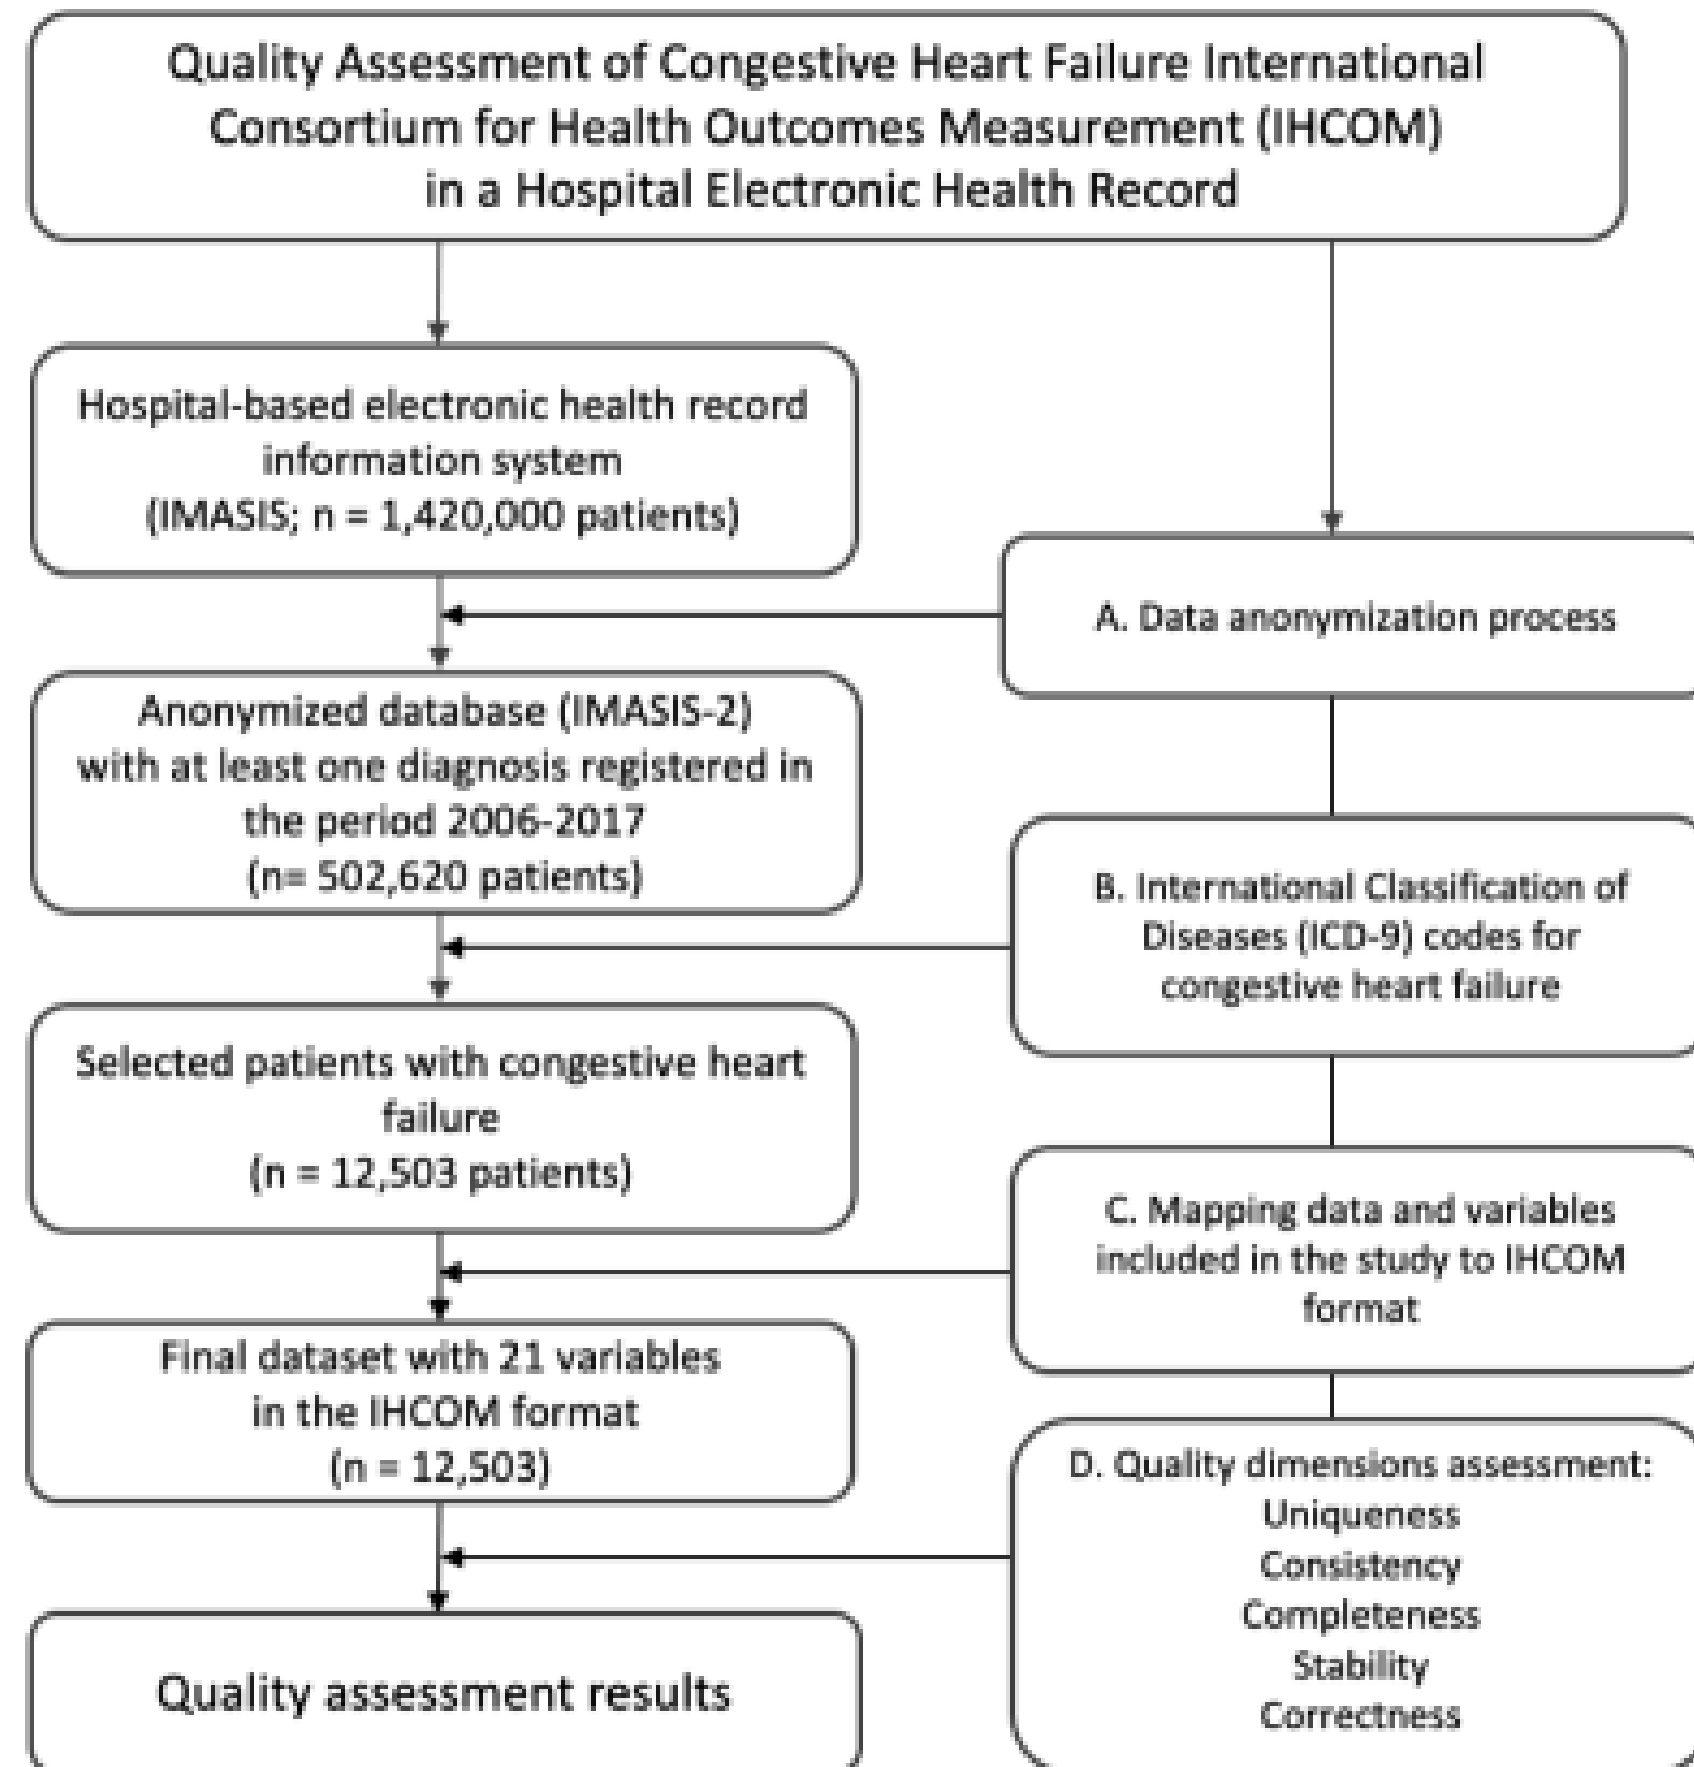 Quality Assessment of Congestive Heart Failure International
Consortium for Health Outcomes Measurement (IHCOM)
in a Hospital Electronic Health Record
Hospital-based electronic health record
information system
(IMASIS; n = 1,420,000 patients)
A. Data anonymization process
Anonymized database (IMASIS-2)
with at least one diagnosis registered in
the period 2006-2017
(n= 502,620 patients)
B. International Classification of
Diseases (ICD-9) codes for
congestive heart failure
Selected patients with congestive heart
failure
(n = 12,503 patients)
C. Mapping data and variables
included in the study to IHCOM
format
Final dataset with 21 variables
in the IHCOM format
(n = 12,503)
D. Quality dimensions assessment:
Uniqueness
Consistency
Completeness
Stability
Correctness
Quality assessment results